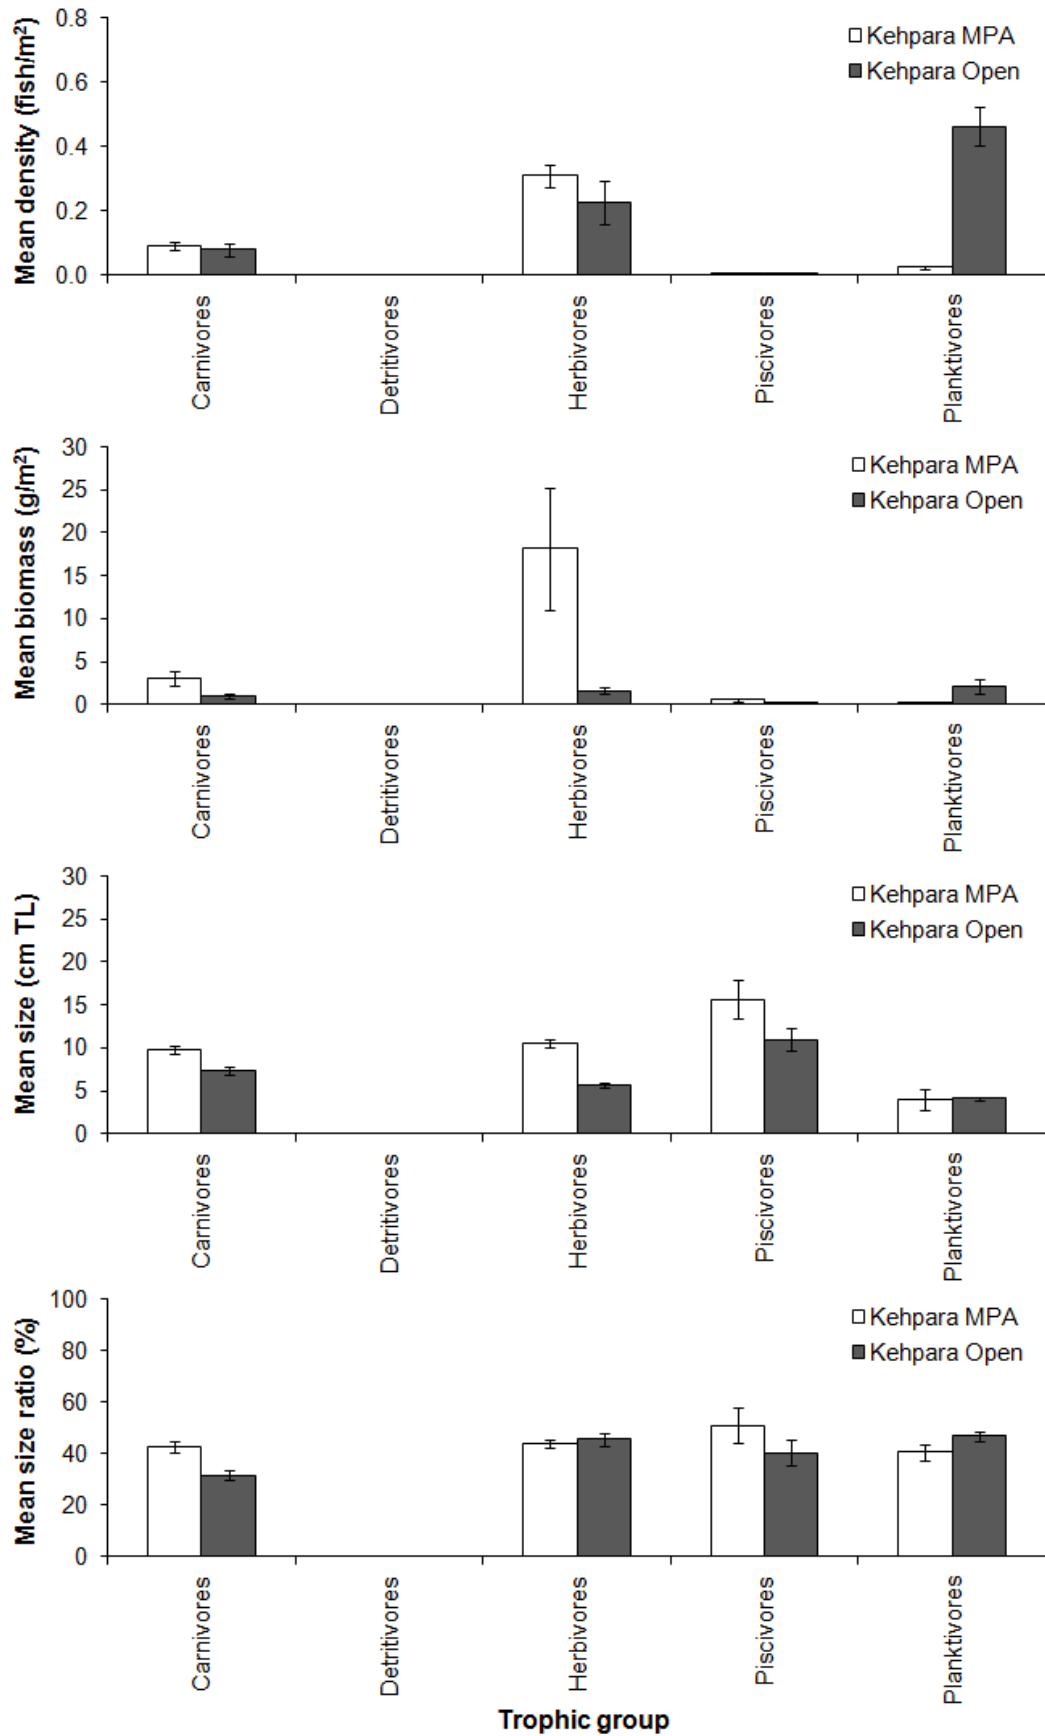 Mean density (fish/m²)
0.8
0.6
0.4
0.2
0.0
Kehpara MPA
Kehpara Open
Carnivores
Detritivores
Herbivores
Piscivores
Planktivores
Mean biomass (g/m²)
30
25
20
15
10
5
0
Kehpara MPA
Kehpara Open
Carnivores
Detritivores
Herbivores
Piscivores
Planktivores
Mean size (cm TL)
30
25
20
15
10
5
0
Kehpara MPA
Kehpara Open
Carnivores
Detritivores
Herbivores
Piscivores
Planktivores
Mean size ratio (%)
100
80
60
40
20
0
Kehpara MPA
Kehpara Open
Carnivores
Detritivores
Herbivores
Piscivores
Planktivores
Trophic group